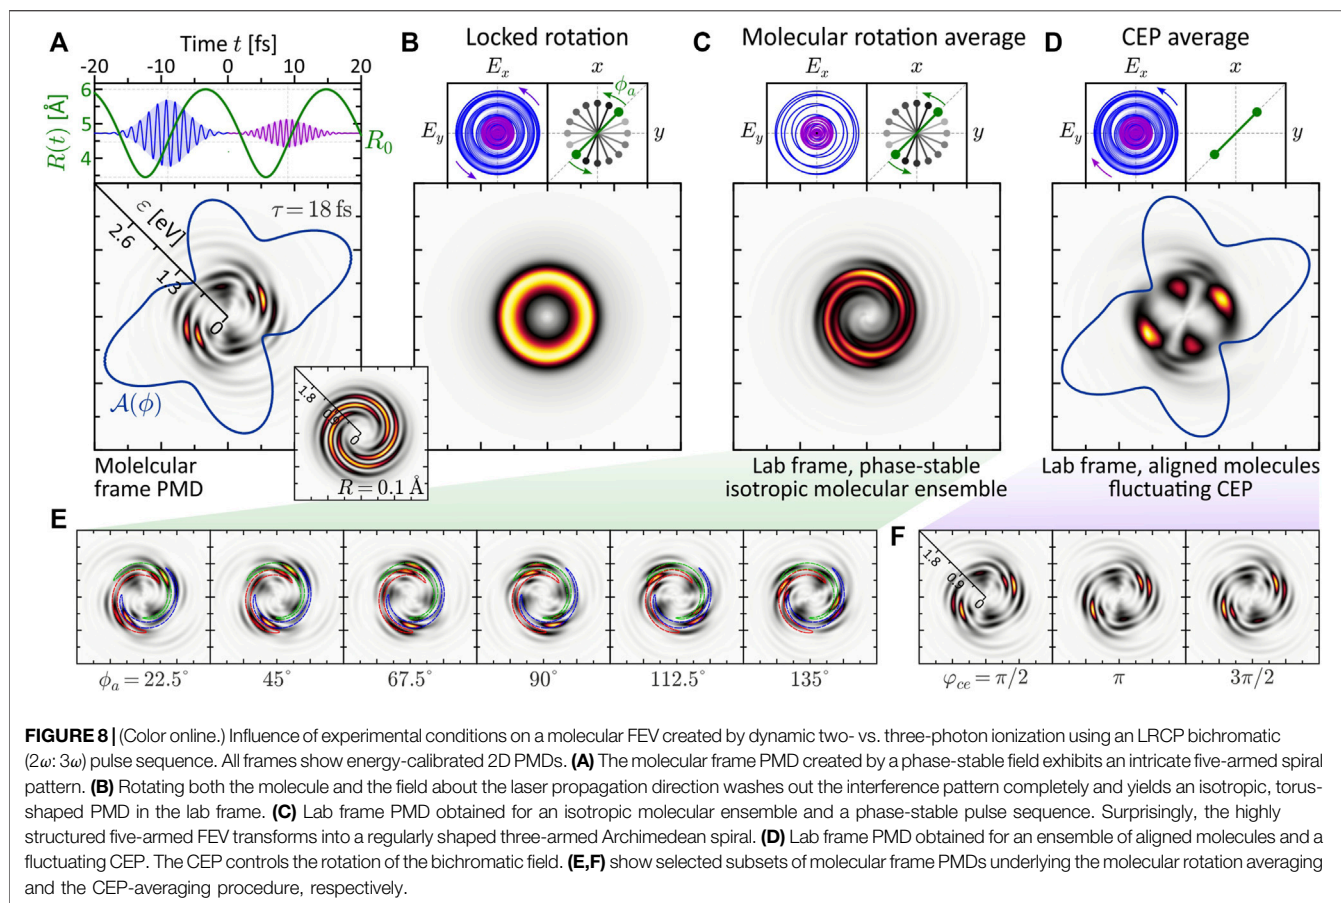 A
Time t [fs]
-20 -10 0 10 20
R(t) [Å]
6
5
4
R₀
ε [eV]
2.6
1.3
0
τ = 18 fs
𝒜(ϕ)
Molelcular
frame PMD
1.8
0.9
0
R = 0.1 Å
B
Locked rotation
Eₓ x
E_y y
ϕₐ
C
Molecular rotation average
Eₓ x
E_y y
Lab frame, phase-stable
isotropic molecular ensemble
D
CEP average
Eₓ x
E_y y
Lab frame, aligned molecules
fluctuating CEP
E
ϕₐ = 22.5° 45° 67.5° 90° 112.5° 135°
F
1.8
0.9
0
φ_ce = π/2 π 3π/2
FIGURE 8 | (Color online.) Influence of experimental conditions on a molecular FEV created by dynamic two- vs. three-photon ionization using an LRCP bichromatic
(2ω: 3ω) pulse sequence. All frames show energy-calibrated 2D PMDs. (A) The molecular frame PMD created by a phase-stable field exhibits an intricate five-armed spiral
pattern. (B) Rotating both the molecule and the field about the laser propagation direction washes out the interference pattern completely and yields an isotropic, torus-
shaped PMD in the lab frame. (C) Lab frame PMD obtained for an isotropic molecular ensemble and a phase-stable pulse sequence. Surprisingly, the highly
structured five-armed FEV transforms into a regularly shaped three-armed Archimedean spiral. (D) Lab frame PMD obtained for an ensemble of aligned molecules and a
fluctuating CEP. The CEP controls the rotation of the bichromatic field. (E,F) show selected subsets of molecular frame PMDs underlying the molecular rotation averaging
and the CEP-averaging procedure, respectively.